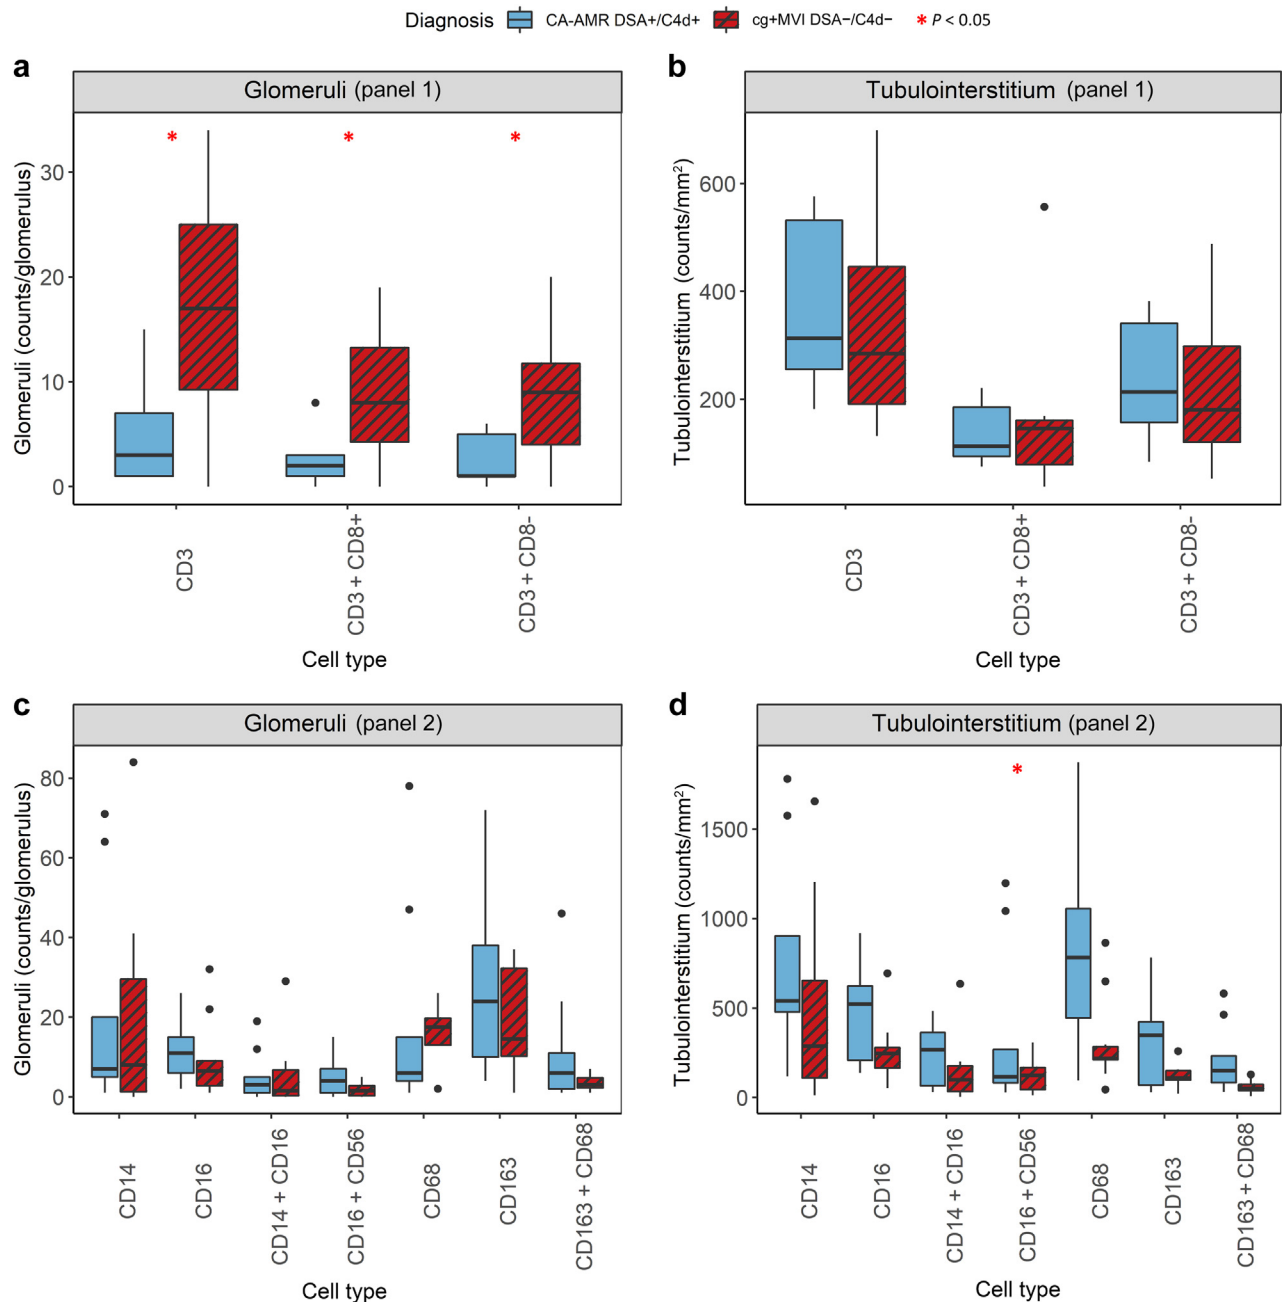 Diagnosis CA-AMR DSA+/C4d+ cg+MVI DSA−/C4d− * P < 0.05
a
Glomeruli (panel 1)
Glomeruli (counts/glomerulus)
30
20
10
0
CD3
CD3 + CD8+
CD3 + CD8-
Cell type
* * *
b
Tubulointerstitium (panel 1)
Tubulointerstitium (counts/mm²)
600
400
200
CD3
CD3 + CD8+
CD3 + CD8-
Cell type
c
Glomeruli (panel 2)
Glomeruli (counts/glomerulus)
80
60
40
20
0
CD14
CD16
CD14 + CD16
CD16 + CD56
CD68
CD163
CD163 + CD68
Cell type
d
Tubulointerstitium (panel 2)
*
Tubulointerstitium (counts/mm²)
1500
1000
500
0
CD14
CD16
CD14 + CD16
CD16 + CD56
CD68
CD163
CD163 + CD68
Cell type